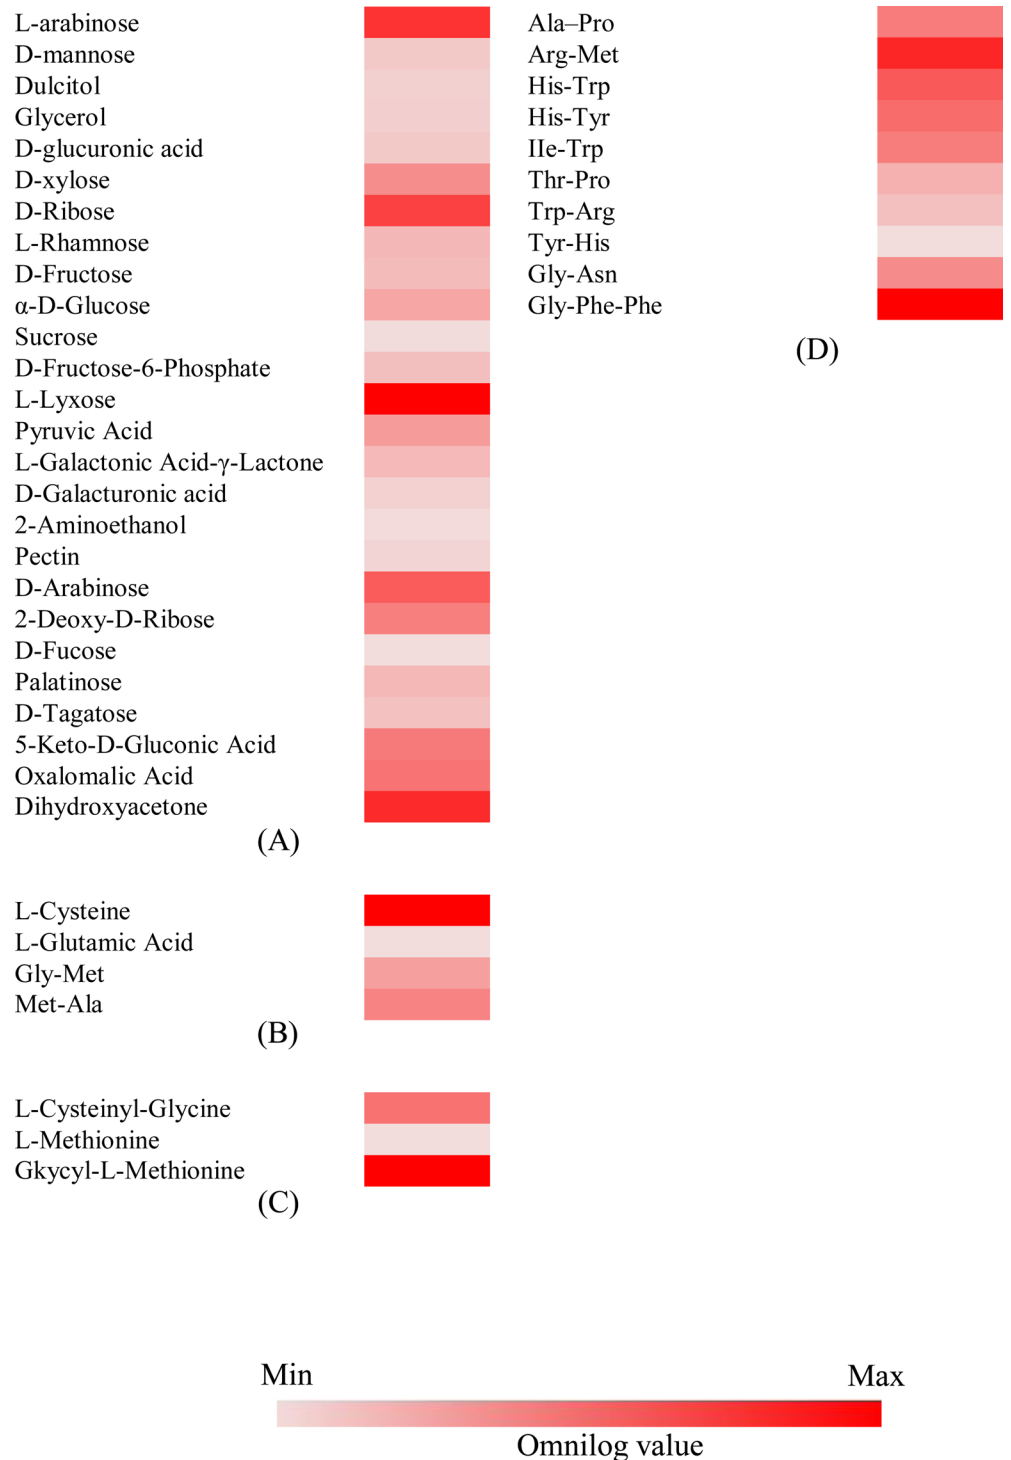 L-arabinose
D-mannose
Dulcitol
Glycerol
D-glucuronic acid
D-xylose
D-Ribose
L-Rhamnose
D-Fructose
α-D-Glucose
Sucrose
D-Fructose-6-Phosphate
L-Lyxose
Pyruvic Acid
L-Galactonic Acid-γ-Lactone
D-Galacturonic acid
2-Aminoethanol
Pectin
D-Arabinose
2-Deoxy-D-Ribose
D-Fucose
Palatinose
D-Tagatose
5-Keto-D-Gluconic Acid
Oxalomalic Acid
Dihydroxyacetone
(A)
L-Cysteine
L-Glutamic Acid
Gly-Met
Met-Ala
(B)
L-Cysteinyl-Glycine
L-Methionine
Gkycyl-L-Methionine
(C)
Ala–Pro
Arg-Met
His-Trp
His-Tyr
IIe-Trp
Thr-Pro
Trp-Arg
Tyr-His
Gly-Asn
Gly-Phe-Phe
(D)
Min
Max
Omnilog value